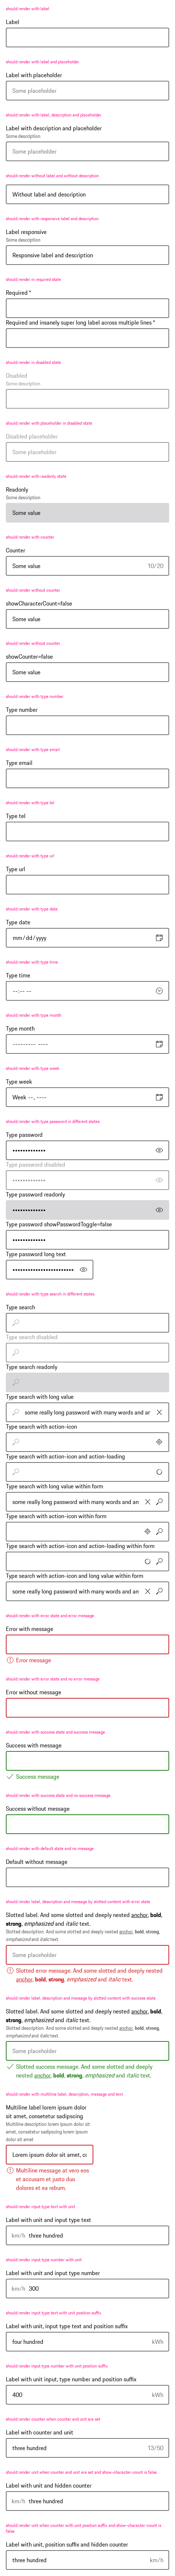 should render with label
Label
should render with label and placeholder
Label with placeholder
Some placeholder
should render with label, description and placeholder
Label with description and placeholder
Some description
Some placeholder
should render without label and without description
Without label and description
should render with responsive label and description
Label responsive
Some description
Responsive label and description
should render in required state
Required *
Required and insanely super long label across multiple lines *
should render in disabled state
Disabled
Some description
should render with placeholder in disabled state
Disabled placeholder
Some placeholder
should render with readonly state
Readonly
Some description
Some value
should render with counter
Counter
Some value 10/20
should render without counter
showCharacterCount=false
Some value
should render without counter
showCounter=false
Some value
should render with type number
Type number
should render with type email
Type email
should render with type tel
Type tel
should render with type url
Type url
should render with type date
Type date
mm/dd/yyyy
should render with type time
Type time
--:-- --
should render with type month
Type month
--------- ----
should render with type week
Type week
Week --, ----
should render with type password in different states
Type password
•••••••••••••
Type password disabled
•••••••••••••
Type password readonly
•••••••••••••
Type password showPasswordToggle=false
•••••••••••••
Type password long text
••••••••••••••••••••••••
should render with type search in different states
Type search
Type search disabled
Type search readonly
Type search with long value
some really long password with many words and ar
Type search with action-icon
Type search with action-icon and action-loading
Type search with long value within form
some really long password with many words and an
Type search with action-icon within form
Type search with action-icon and action-loading within form
Type search with action-icon and long value within form
some really long password with many words and an
should render with error state and error message
Error with message
Error message
should render with error state and no error message
Error without message
should render with success state and success message
Success with message
Success message
should render with success state and no success message
Success without message
should render with default state and no message
Default without message
should render label, description and message by slotted content with error state
Slotted label. And some slotted and deeply nested anchor, bold,
strong, emphasized and italic text.
Slotted description. And some slotted and deeply nested anchor, bold, strong,
emphasized and italic text.
Some placeholder
Slotted error message. And some slotted and deeply nested
anchor, bold, strong, emphasized and italic text.
should render label, description and message by slotted content with success state
Slotted label. And some slotted and deeply nested anchor, bold,
strong, emphasized and italic text.
Slotted description. And some slotted and deeply nested anchor, bold, strong,
emphasized and italic text.
Some placeholder
Slotted success message. And some slotted and deeply
nested anchor, bold, strong, emphasized and italic text.
should render with multiline label, description, message and text
Multiline label lorem ipsum dolor
sit amet, consetetur sadipscing
Multiline description lorem ipsum dolor sit
amet, consetetur sadipscing lorem ipsum
dolor sit amet
Lorem ipsum dolor sit amet, co
Multiline message at vero eos
et accusam et justo duo
dolores et ea rebum.
should render input type text with unit
Label with unit and input type text
km/h three hundred
should render input type number with unit
Label with unit and input type number
km/h 300
should render input type text with unit position suffix
Label with unit, input type text and position suffix
four hundred kWh
should render input type number with unit position suffix
Label with unit, input type number and position suffix
400 kWh
should render counter when counter and unit are set
Label with counter and unit
three hundred 13/50
should render unit when counter and unit are set and show-character-count is false
Label with unit and hidden counter
km/h three hundred
should render unit when counter with unit position suffix and show-character-count is
false
Label with unit, position suffix and hidden counter
three hundred km/h